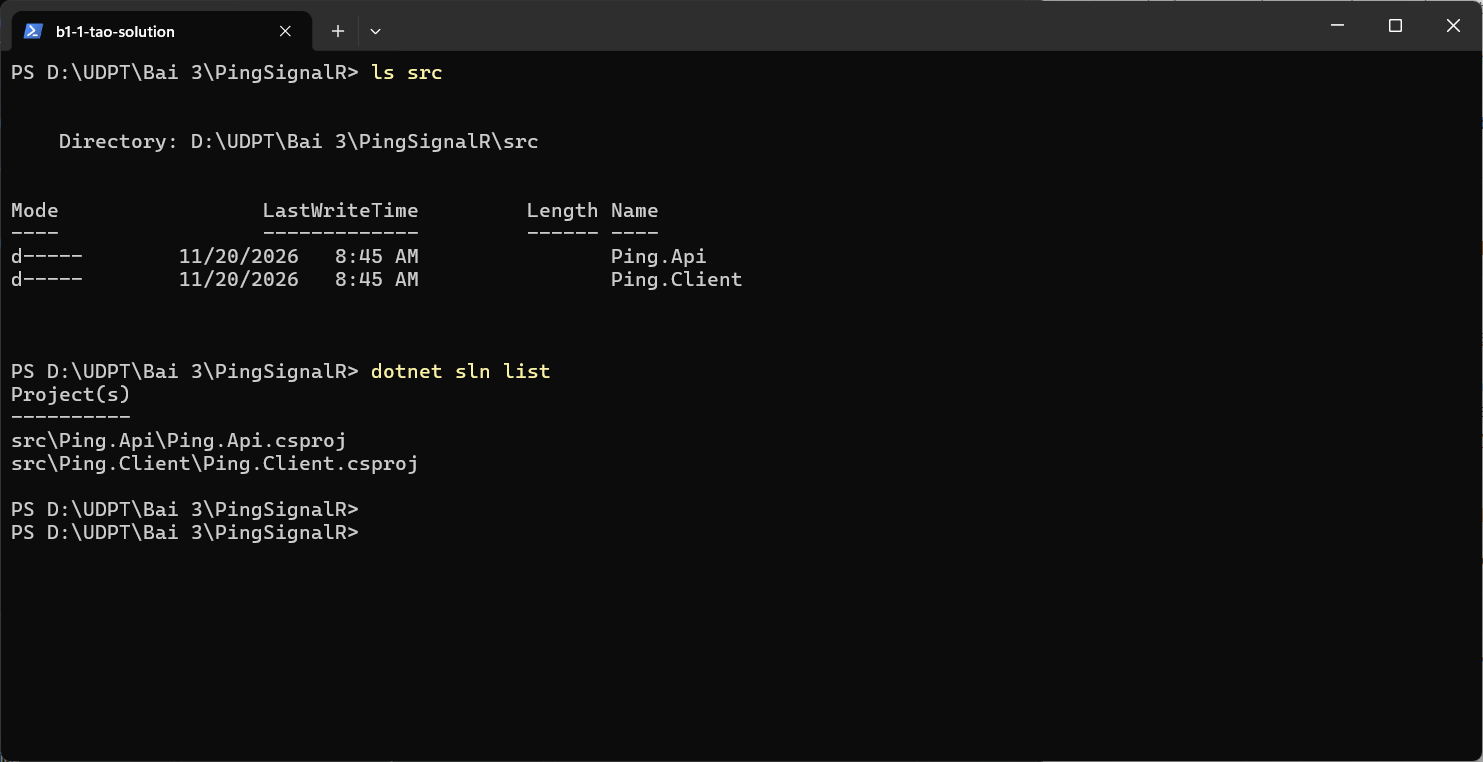 b1-1-tao-solution
PS D:\UDPT\Bai 3\PingSignalR> ls src
    Directory: D:\UDPT\Bai 3\PingSignalR\src
Mode                 LastWriteTime         Length Name
----                 -------------         ------ ----
d-----        11/20/2026   8:45 AM                Ping.Api
d-----        11/20/2026   8:45 AM                Ping.Client
PS D:\UDPT\Bai 3\PingSignalR> dotnet sln list
Project(s)
----------
src\Ping.Api\Ping.Api.csproj
src\Ping.Client\Ping.Client.csproj
PS D:\UDPT\Bai 3\PingSignalR>
PS D:\UDPT\Bai 3\PingSignalR>